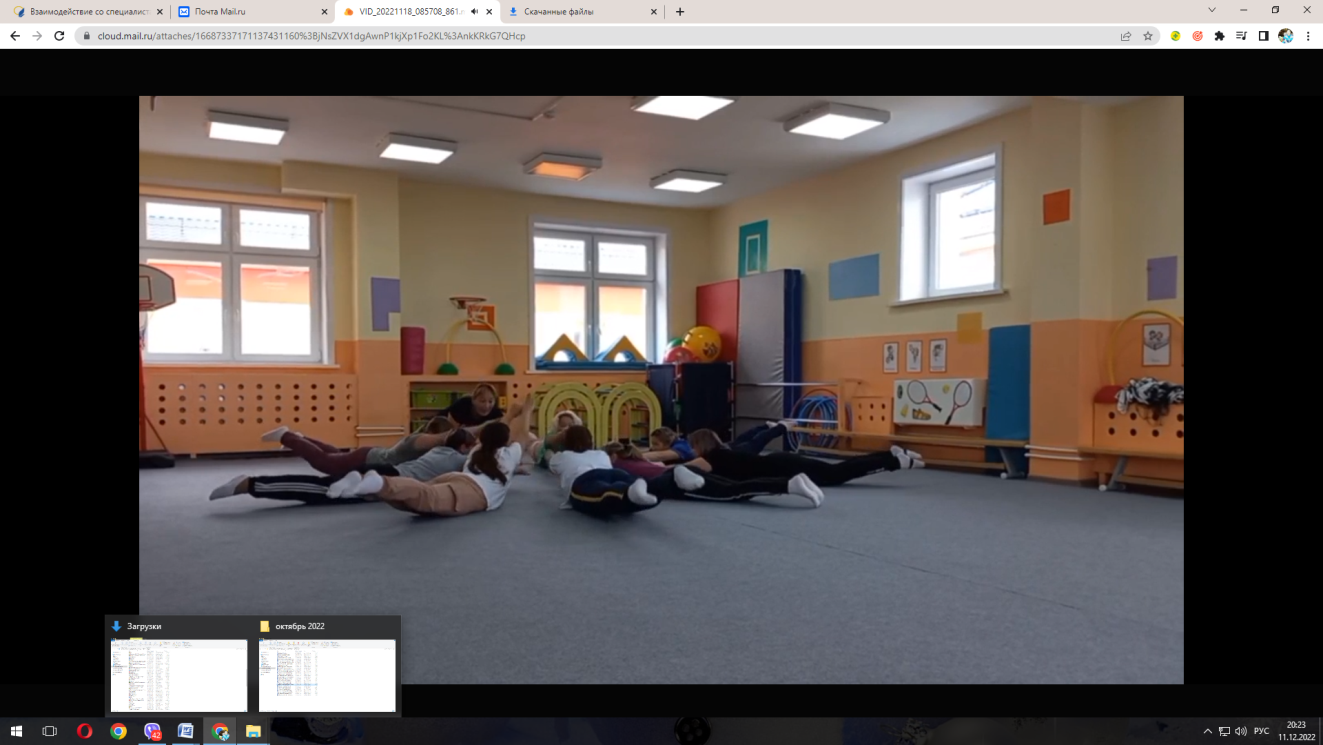 Взаимодействие со специалист
Почта Mail.ru
VID_20221118_085708_861.m
Скачанные файлы
cloud.mail.ru/attaches/16687337171137431160%3BjNsZVX1dgAwnP1kjXp1Fo2KL%3AnkKRkG7QHcp
Загрузки
октябрь 2022
42
РУС
20:23
11.12.2022